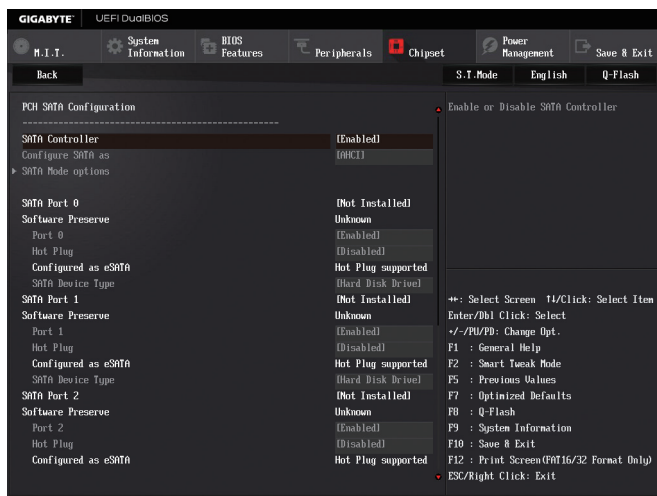 GIGABYTE™ UEFI DualBIOS
M.I.T. System Information BIOS Features Peripherals Chipset Power Management Save & Exit
Back S.T.Mode English Q-Flash
PCH SATA Configuration
Enable or Disable SATA Controller
SATA Controller [Enabled]
Configure SATA as [AHCI]
SATA Mode options
SATA Port 0 [Not Installed]
Software Preserve Unknown
Port 0 [Enabled]
Hot Plug [Disabled]
Configured as eSATA Hot Plug supported
SATA Device Type [Hard Disk Drive]
SATA Port 1 [Not Installed]
Software Preserve Unknown
Port 1 [Enabled]
Hot Plug [Disabled]
Configured as eSATA Hot Plug supported
SATA Device Type [Hard Disk Drive]
SATA Port 2 [Not Installed]
Software Preserve Unknown
Port 2 [Enabled]
Hot Plug [Disabled]
Configured as eSATA Hot Plug supported
→←: Select Screen ↑↓/Click: Select Item
Enter/Dbl Click: Select
+/-/PU/PD: Change Opt.
F1 : General Help
F2 : Smart Tweak Mode
F5 : Previous Values
F7 : Optimized Defaults
F8 : Q-Flash
F9 : System Information
F10 : Save & Exit
F12 : Print Screen(FAT16/32 Format Only)
ESC/Right Click: Exit